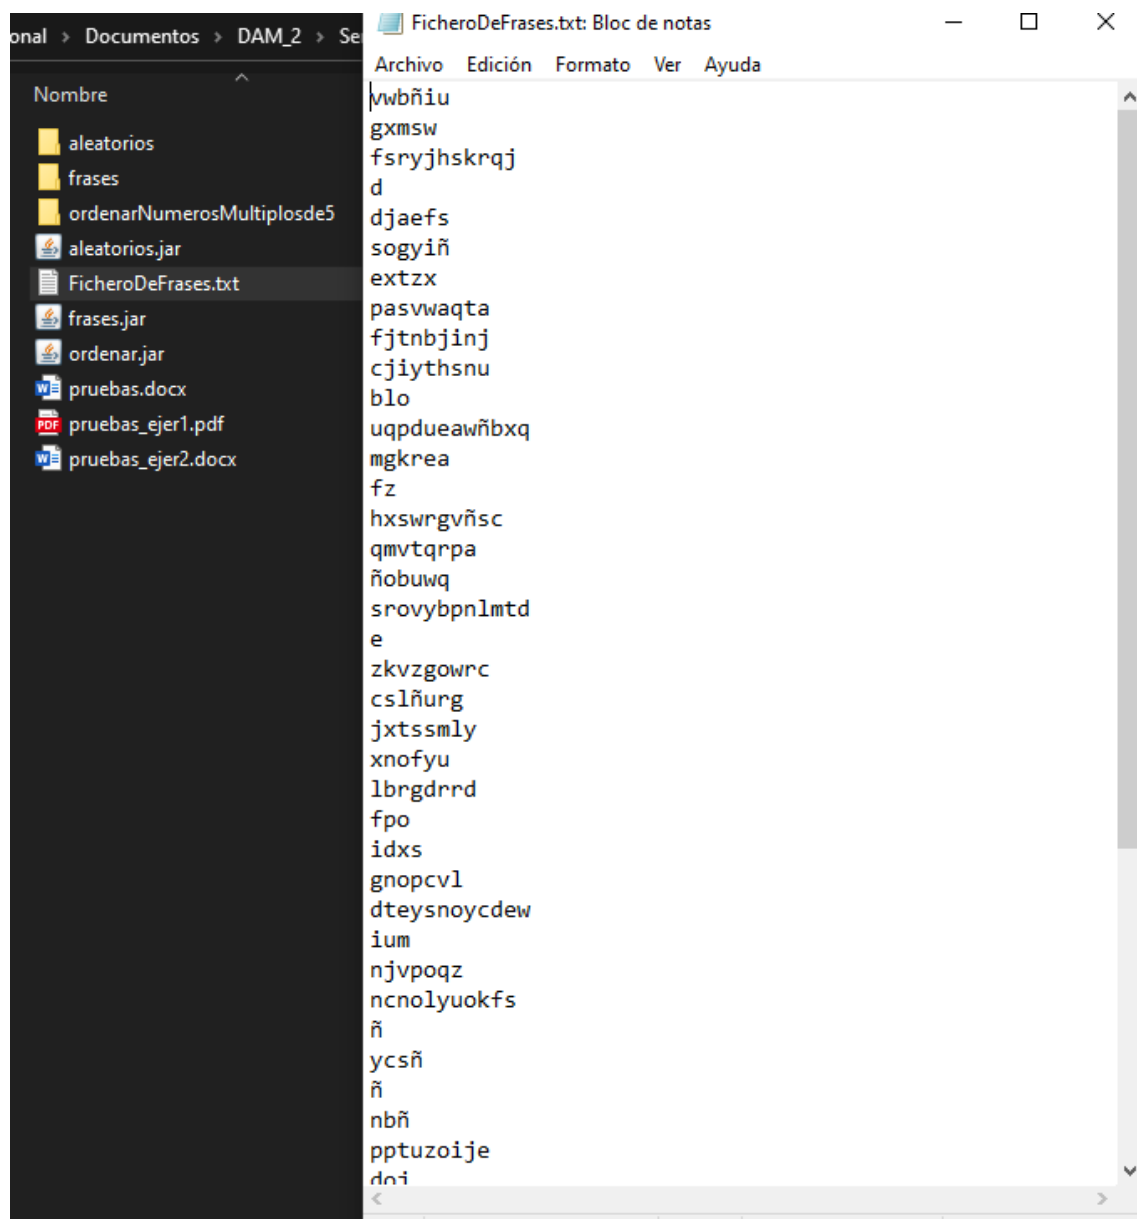 onal > Documentos > DAM_2 > Se
Nombre
aleatorios
frases
ordenarNumerosMultiplosde5
aleatorios.jar
FicheroDeFrases.txt
frases.jar
ordenar.jar
pruebas.docx
pruebas_ejer1.pdf
pruebas_ejer2.docx
FicheroDeFrases.txt: Bloc de notas
Archivo Edición Formato Ver Ayuda
vwbñiu
gxmsw
fsryjhskrqj
d
djaefs
sogyiñ
extzx
pasvwaqta
fjtnbjinj
cjiythsnu
blo
uqpdueawñbxq
mgkrea
fz
hxswrgvñsc
qmvtqrpa
ñobuwq
srovybpnlmtd
e
zkvzgowrc
cslñurg
jxtssmly
xnofyu
lbrgdrrd
fpo
idxs
gnopcvl
dteysnoycdew
ium
njvpoqz
ncnolyuokfs
ñ
ycsñ
ñ
nbñ
pptuzoije